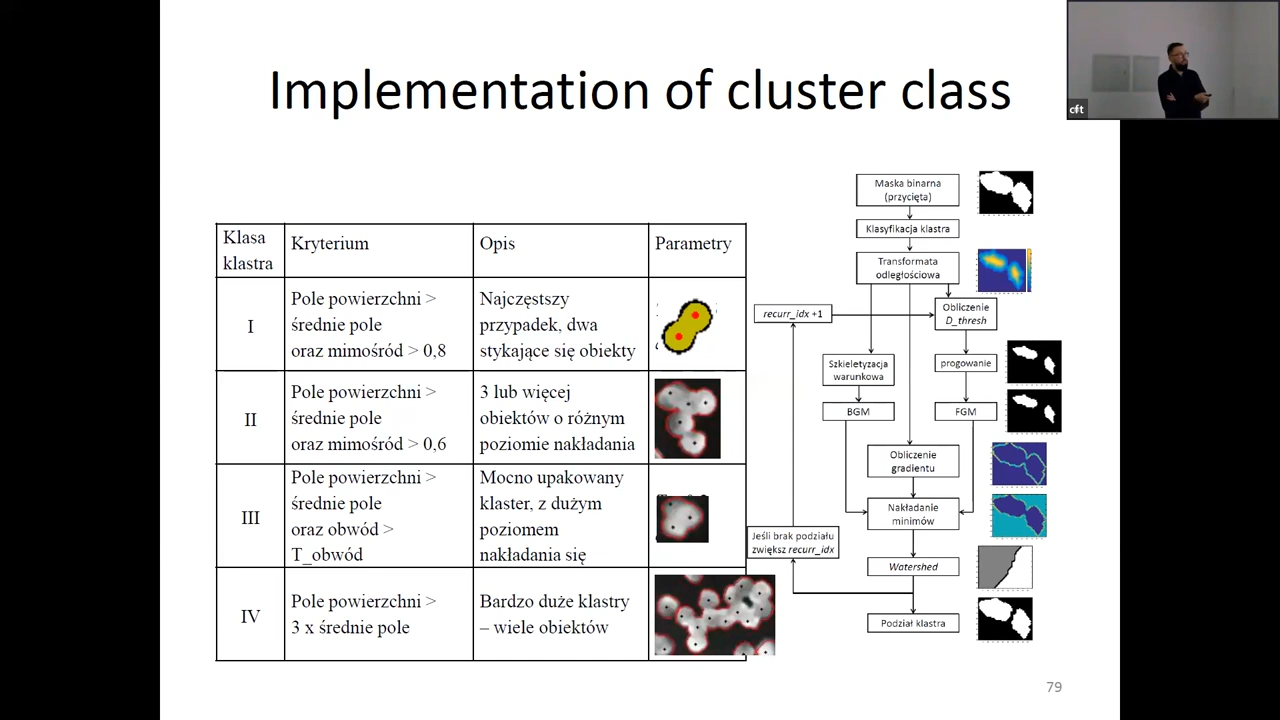 Implementation of cluster class
cft
Klasa
klastra
Kryterium
Opis
Parametry
I
Pole powierzchni >
średnie pole
oraz mimośród > 0,8
Najczęstszy
przypadek, dwa
stykające się obiekty
II
Pole powierzchni >
średnie pole
oraz mimośród > 0,6
3 lub więcej
obiektów o różnym
poziomie nakładania
III
Pole powierzchni >
średnie pole
oraz obwód >
T_obwód
Mocno upakowany
klaster, z dużym
poziomem
nakładania się
IV
Pole powierzchni >
3 x średnie pole
Bardzo duże klastry
– wiele obiektów
Maska binarna
(przycięta)
Klasyfikacja klastra
Transformata
odległościowa
recurr_idx +1
Obliczenie
D_thresh
Szkieletyzacja
warunkowa
progowanie
BGM
FGM
Obliczenie
gradientu
Nakładanie
minimów
Jeśli brak podziału
zwiększ recurr_idx
Watershed
Podział klastra
79